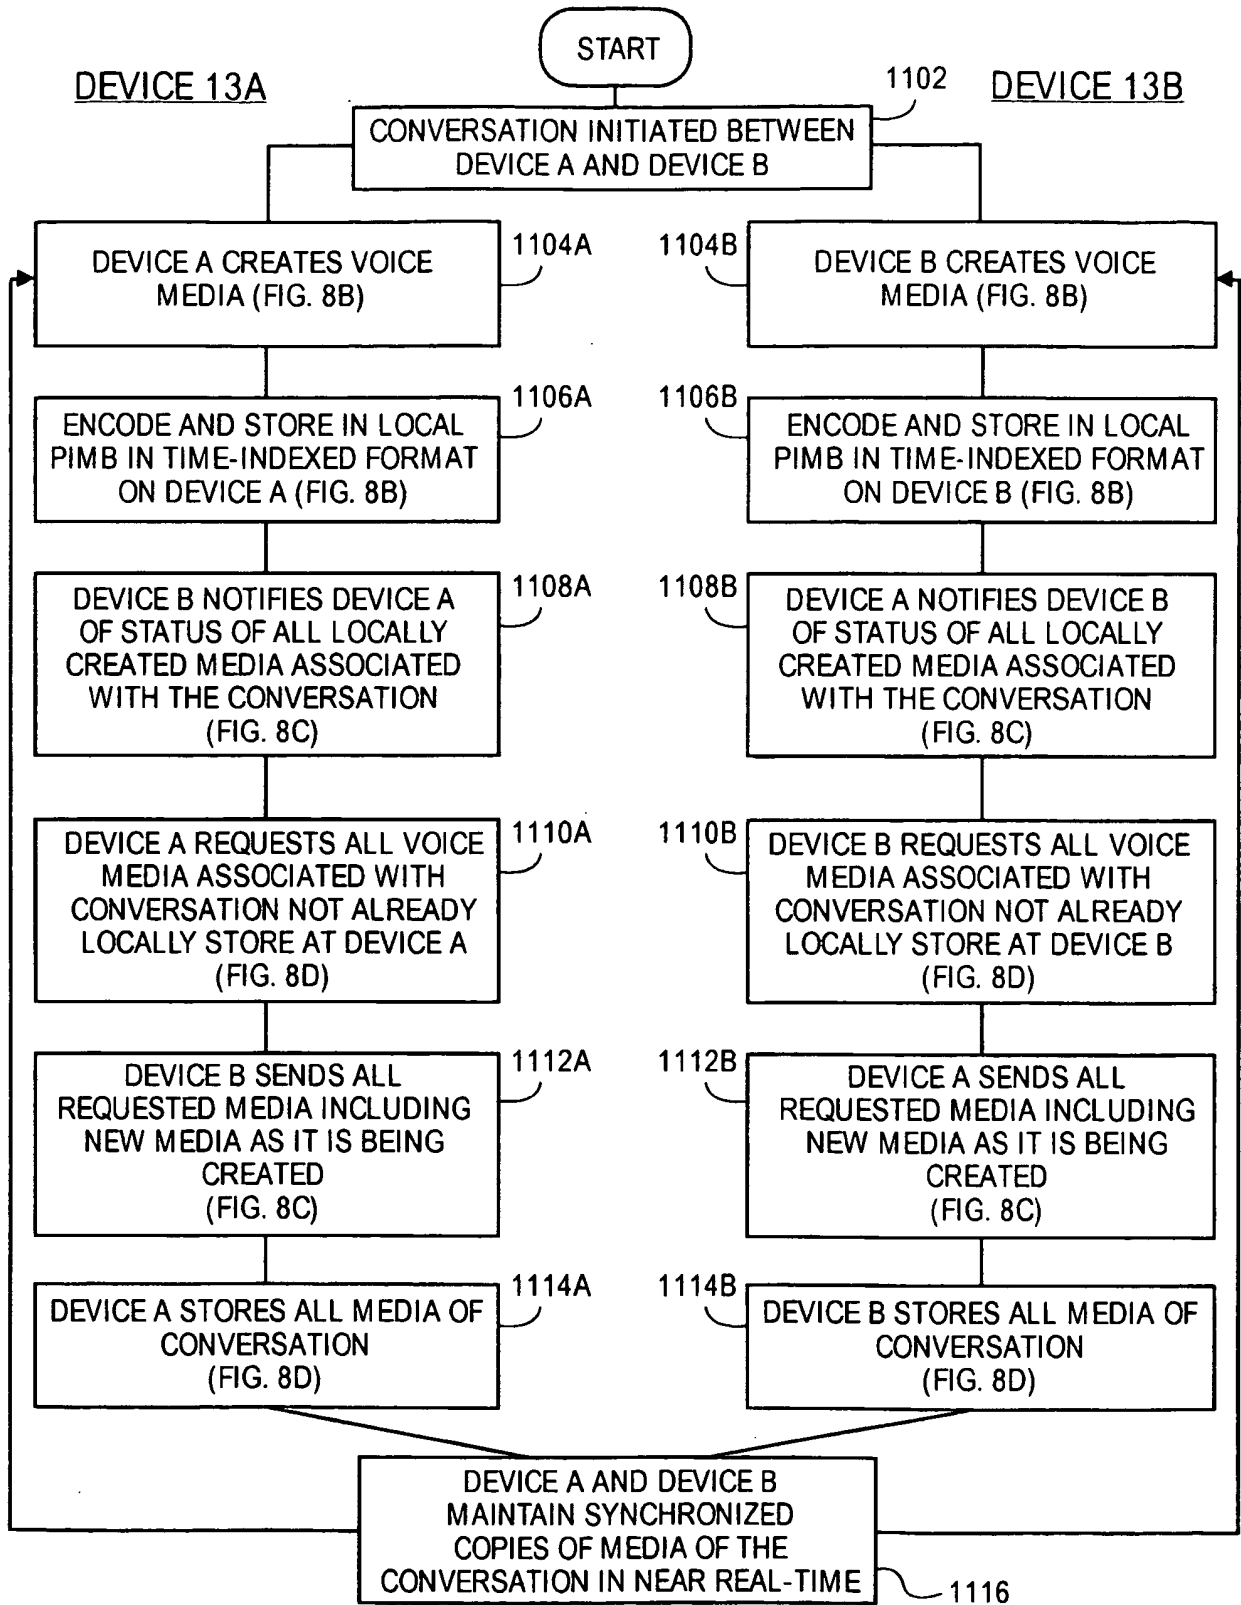 START
DEVICE 13A
DEVICE 13B
1102
CONVERSATION INITIATED BETWEEN
DEVICE A AND DEVICE B
DEVICE A CREATES VOICE
MEDIA (FIG. 8B)
1104A
1104B
DEVICE B CREATES VOICE
MEDIA (FIG. 8B)
ENCODE AND STORE IN LOCAL
PIMB IN TIME-INDEXED FORMAT
ON DEVICE A (FIG. 8B)
1106A
1106B
ENCODE AND STORE IN LOCAL
PIMB IN TIME-INDEXED FORMAT
ON DEVICE B (FIG. 8B)
DEVICE B NOTIFIES DEVICE A
OF STATUS OF ALL LOCALLY
CREATED MEDIA ASSOCIATED
WITH THE CONVERSATION
(FIG. 8C)
1108A
1108B
DEVICE A NOTIFIES DEVICE B
OF STATUS OF ALL LOCALLY
CREATED MEDIA ASSOCIATED
WITH THE CONVERSATION
(FIG. 8C)
DEVICE A REQUESTS ALL VOICE
MEDIA ASSOCIATED WITH
CONVERSATION NOT ALREADY
LOCALLY STORE AT DEVICE A
(FIG. 8D)
1110A
1110B
DEVICE B REQUESTS ALL VOICE
MEDIA ASSOCIATED WITH
CONVERSATION NOT ALREADY
LOCALLY STORE AT DEVICE B
(FIG. 8D)
DEVICE B SENDS ALL
REQUESTED MEDIA INCLUDING
NEW MEDIA AS IT IS BEING
CREATED
(FIG. 8C)
1112A
1112B
DEVICE A SENDS ALL
REQUESTED MEDIA INCLUDING
NEW MEDIA AS IT IS BEING
CREATED
(FIG. 8C)
DEVICE A STORES ALL MEDIA OF
CONVERSATION
(FIG. 8D)
1114A
1114B
DEVICE B STORES ALL MEDIA OF
CONVERSATION
(FIG. 8D)
DEVICE A AND DEVICE B
MAINTAIN SYNCHRONIZED
COPIES OF MEDIA OF THE
CONVERSATION IN NEAR REAL-TIME
1116